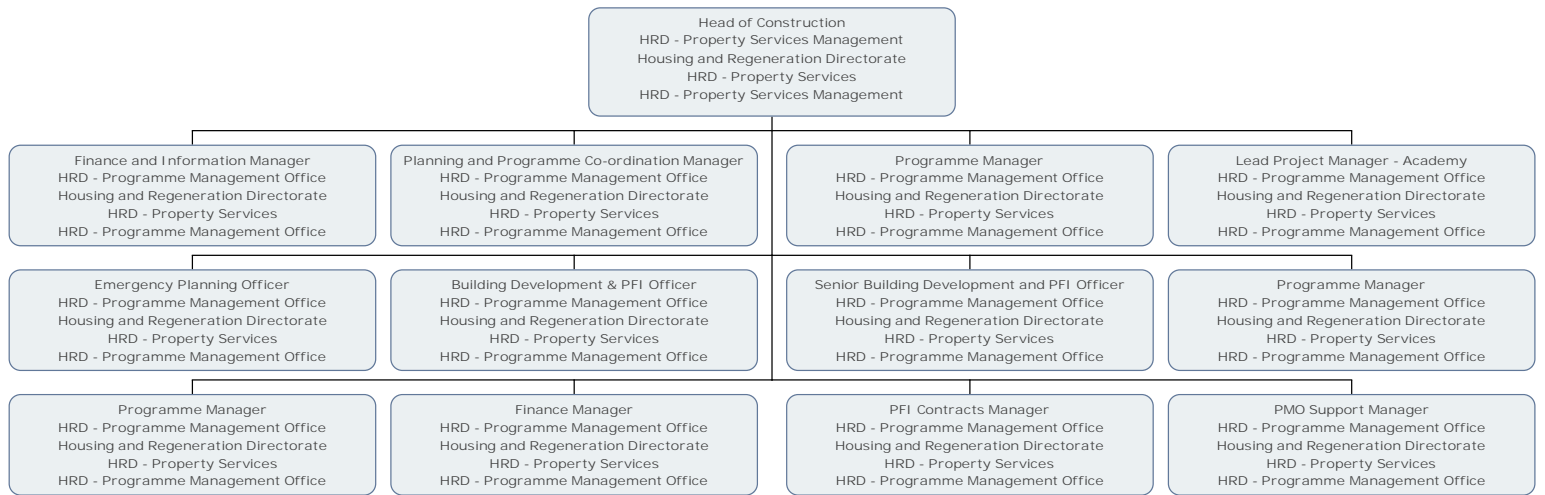 Head of Construction
HRD - Property Services Management
Housing and Regeneration Directorate
HRD - Property Services
HRD - Property Services Management
Finance and Information Manager
HRD - Programme Management Office
Housing and Regeneration Directorate
HRD - Property Services
HRD - Programme Management Office
Planning and Programme Co-ordination Manager
HRD - Programme Management Office
Housing and Regeneration Directorate
HRD - Property Services
HRD - Programme Management Office
Programme Manager
HRD - Programme Management Office
Housing and Regeneration Directorate
HRD - Property Services
HRD - Programme Management Office
Lead Project Manager - Academy
HRD - Programme Management Office
Housing and Regeneration Directorate
HRD - Property Services
HRD - Programme Management Office
Emergency Planning Officer
HRD - Programme Management Office
Housing and Regeneration Directorate
HRD - Property Services
HRD - Programme Management Office
Building Development & PFI Officer
HRD - Programme Management Office
Housing and Regeneration Directorate
HRD - Property Services
HRD - Programme Management Office
Senior Building Development and PFI Officer
HRD - Programme Management Office
Housing and Regeneration Directorate
HRD - Property Services
HRD - Programme Management Office
Programme Manager
HRD - Programme Management Office
Housing and Regeneration Directorate
HRD - Property Services
HRD - Programme Management Office
Programme Manager
HRD - Programme Management Office
Housing and Regeneration Directorate
HRD - Property Services
HRD - Programme Management Office
Finance Manager
HRD - Programme Management Office
Housing and Regeneration Directorate
HRD - Property Services
HRD - Programme Management Office
PFI Contracts Manager
HRD - Programme Management Office
Housing and Regeneration Directorate
HRD - Property Services
HRD - Programme Management Office
PMO Support Manager
HRD - Programme Management Office
Housing and Regeneration Directorate
HRD - Property Services
HRD - Programme Management Office